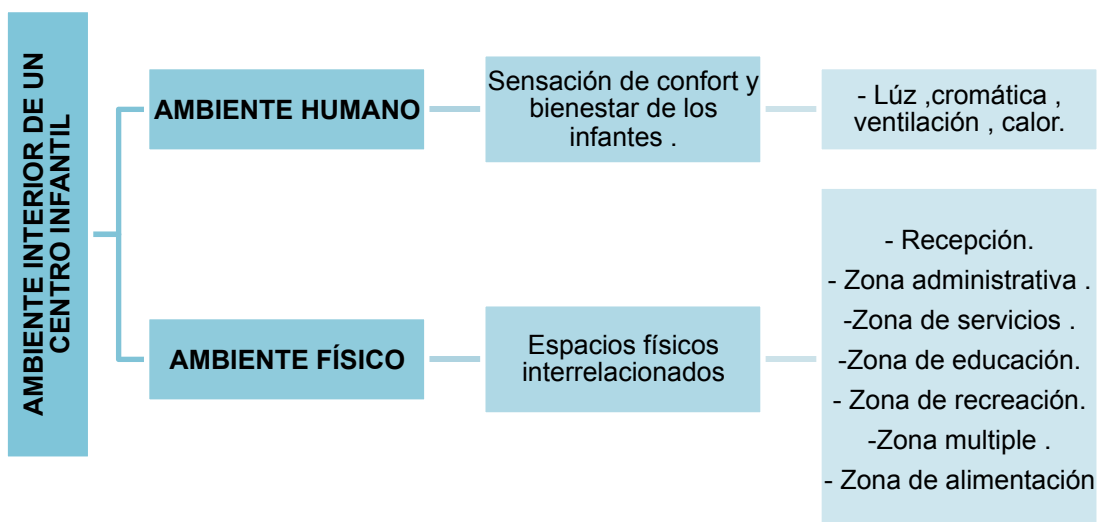 AMBIENTE INTERIOR DE UN
CENTRO INFANTIL
AMBIENTE HUMANO
Sensación de confort y
bienestar de los
infantes .
- Lúz ,cromática ,
ventilación , calor.
AMBIENTE FÍSICO
Espacios físicos
interrelacionados
- Recepción.
- Zona administrativa .
-Zona de servicios .
-Zona de educación.
- Zona de recreación.
-Zona multiple .
- Zona de alimentación